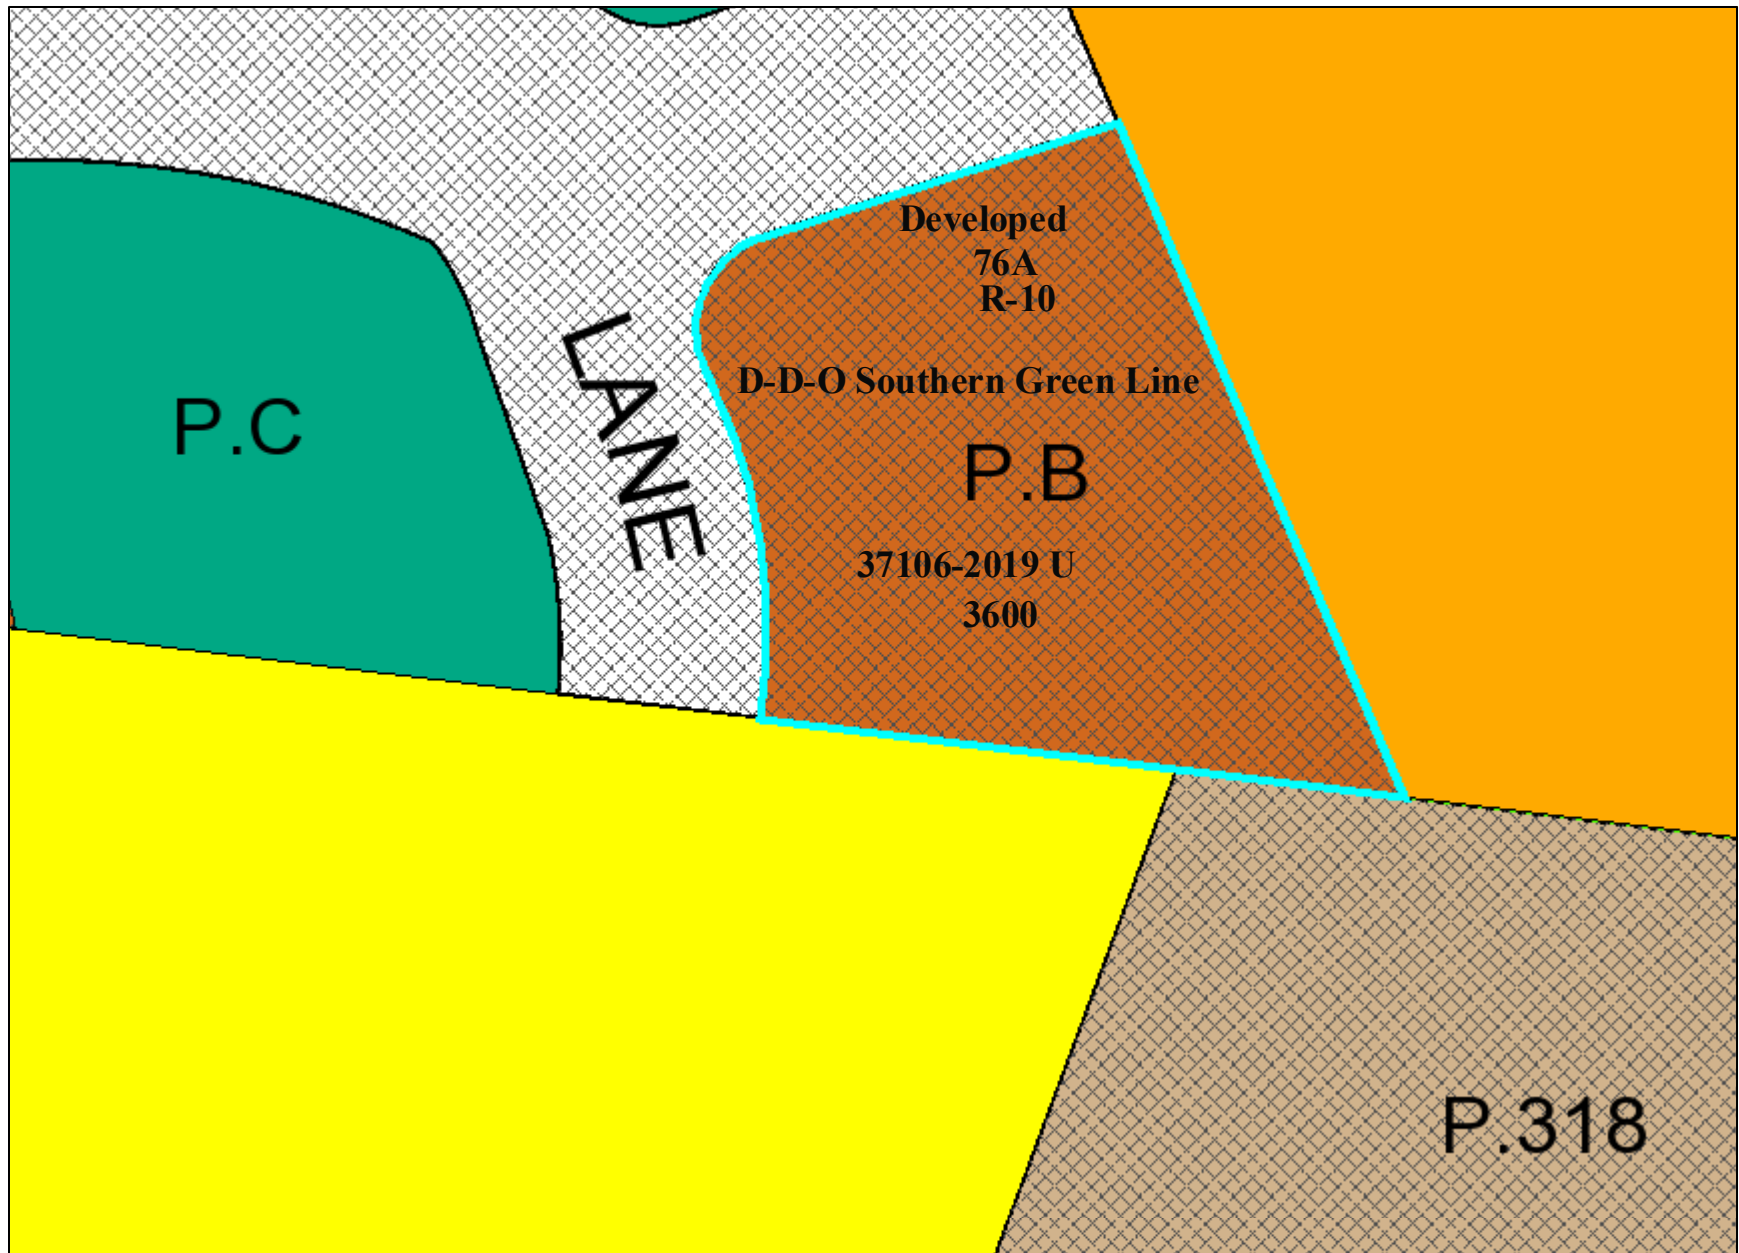 Developed
76A
R-10
D-D-O Southern Green Line
P.B
37106-2019 U
3600
P.C
LANE
P.318